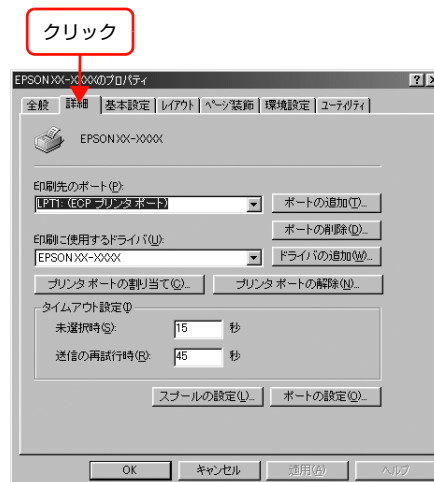 クリック
EPSON XX-XXXXのプロパティ
全般 詳細 基本設定 レイアウト ページ装飾 環境設定 ユーティリティ
EPSON XX-XXXX
印刷先のポート(P):
LPT1: (ECP プリンタ ポート)
ポートの追加(T)...
ポートの削除(D)...
印刷に使用するドライバ(U):
EPSON XX-XXXX
ドライバの追加(W)...
プリンタ ポートの割り当て(C)...
プリンタ ポートの解除(N)...
タイムアウト設定
未選択時(S): 15 秒
送信の再試行時(R): 45 秒
スプールの設定(L)...
ポートの設定(O)...
OK キャンセル 適用(A) ヘルプ